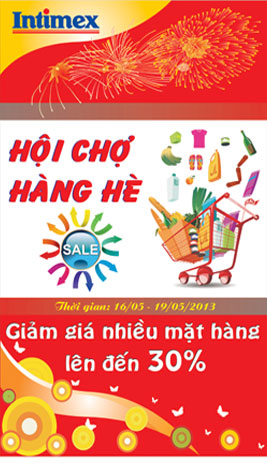 Intimex
HỘI CHỢ
HÀNG HÈ
SALE
Thời gian: 16/05 - 19/05/2013
Giảm giá nhiều mặt hàng
lên đến 30%